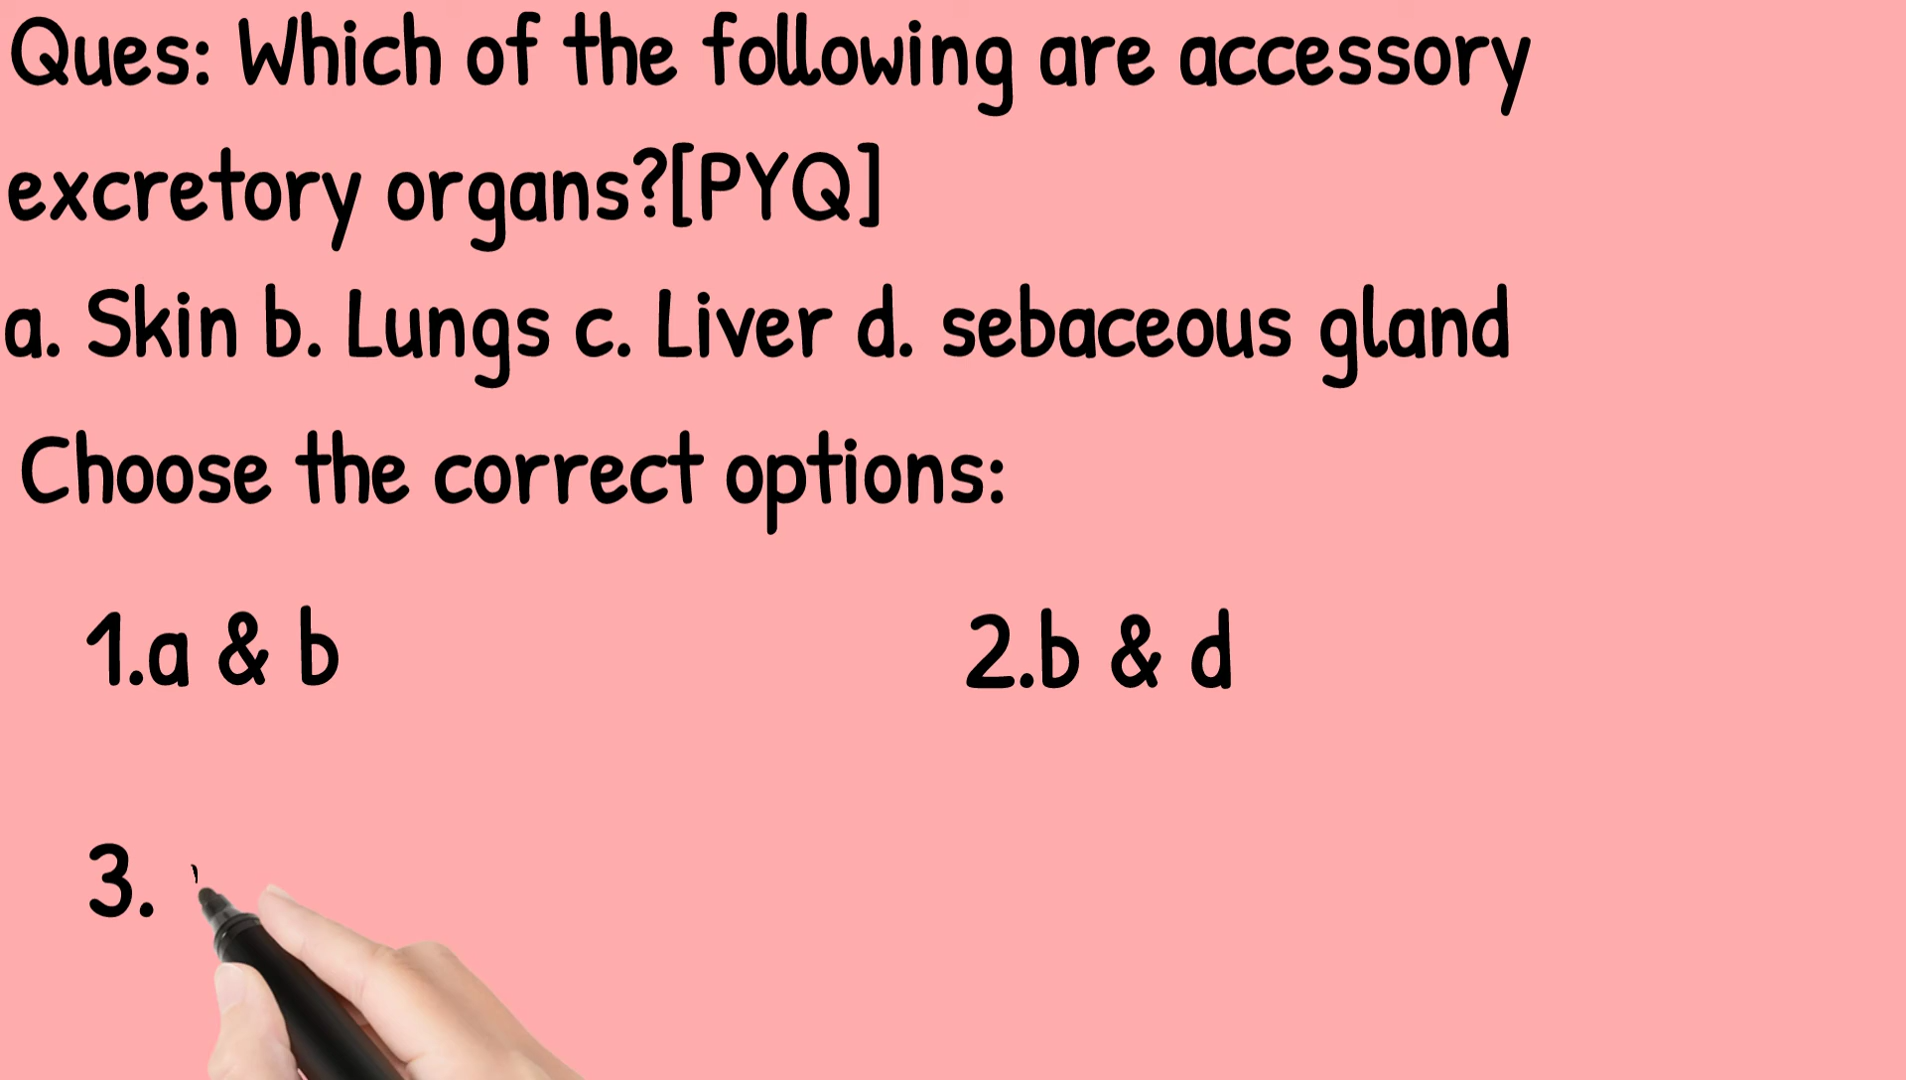 Ques: Which of the following are accessory
excretory organs?[PYQ]
a. Skin b. Lungs c. Liver d. sebaceous gland
Choose the correct options:
1.a & b 2.b & d
3.